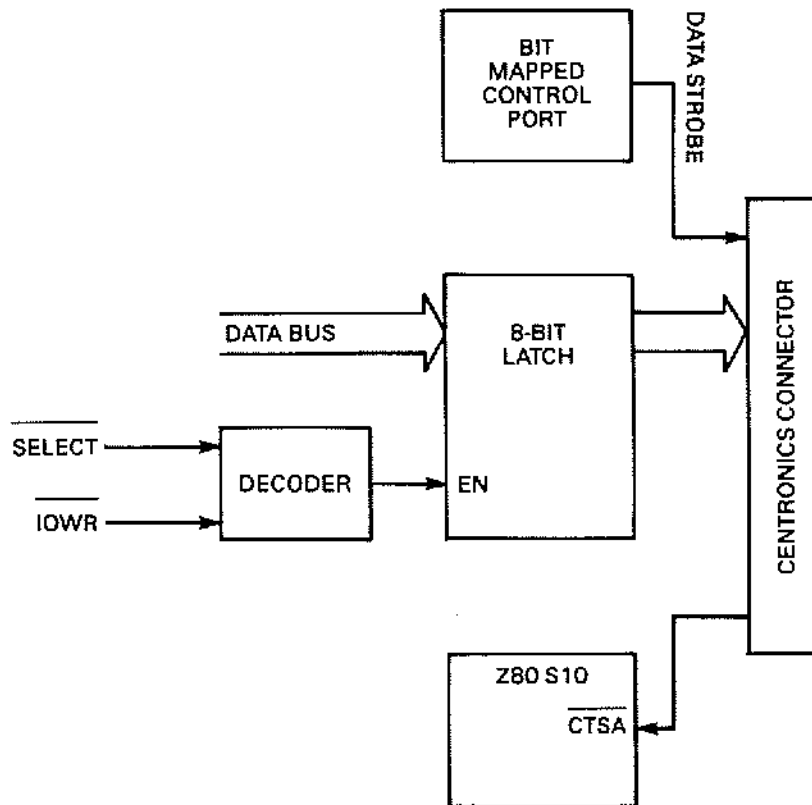 BIT
MAPPED
CONTROL
PORT
DATA STROBE
DATA BUS
8-BIT
LATCH
SELECT
DECODER
EN
IOWR
CENTRONICS CONNECTOR
Z80 S10
CTSA